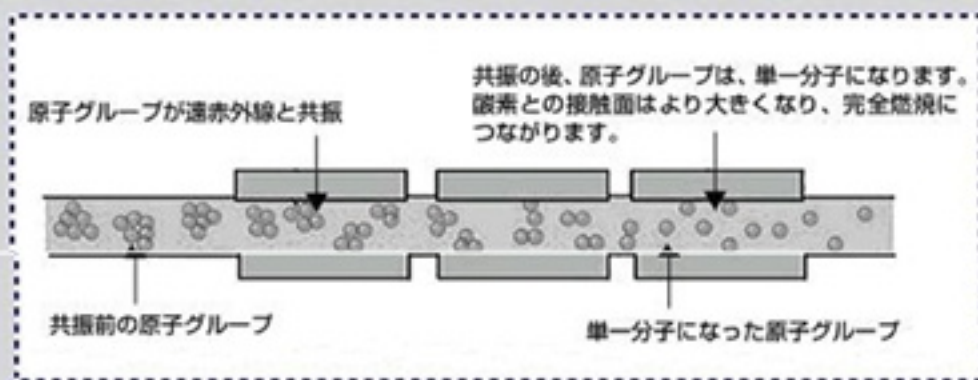 共振の後、原子グループは、単一分子になります。
酸素との接触面はより大きくなり、完全燃焼に
つながります。
原子グループが遠赤外線と共振
共振前の原子グループ
単一分子になった原子グループ